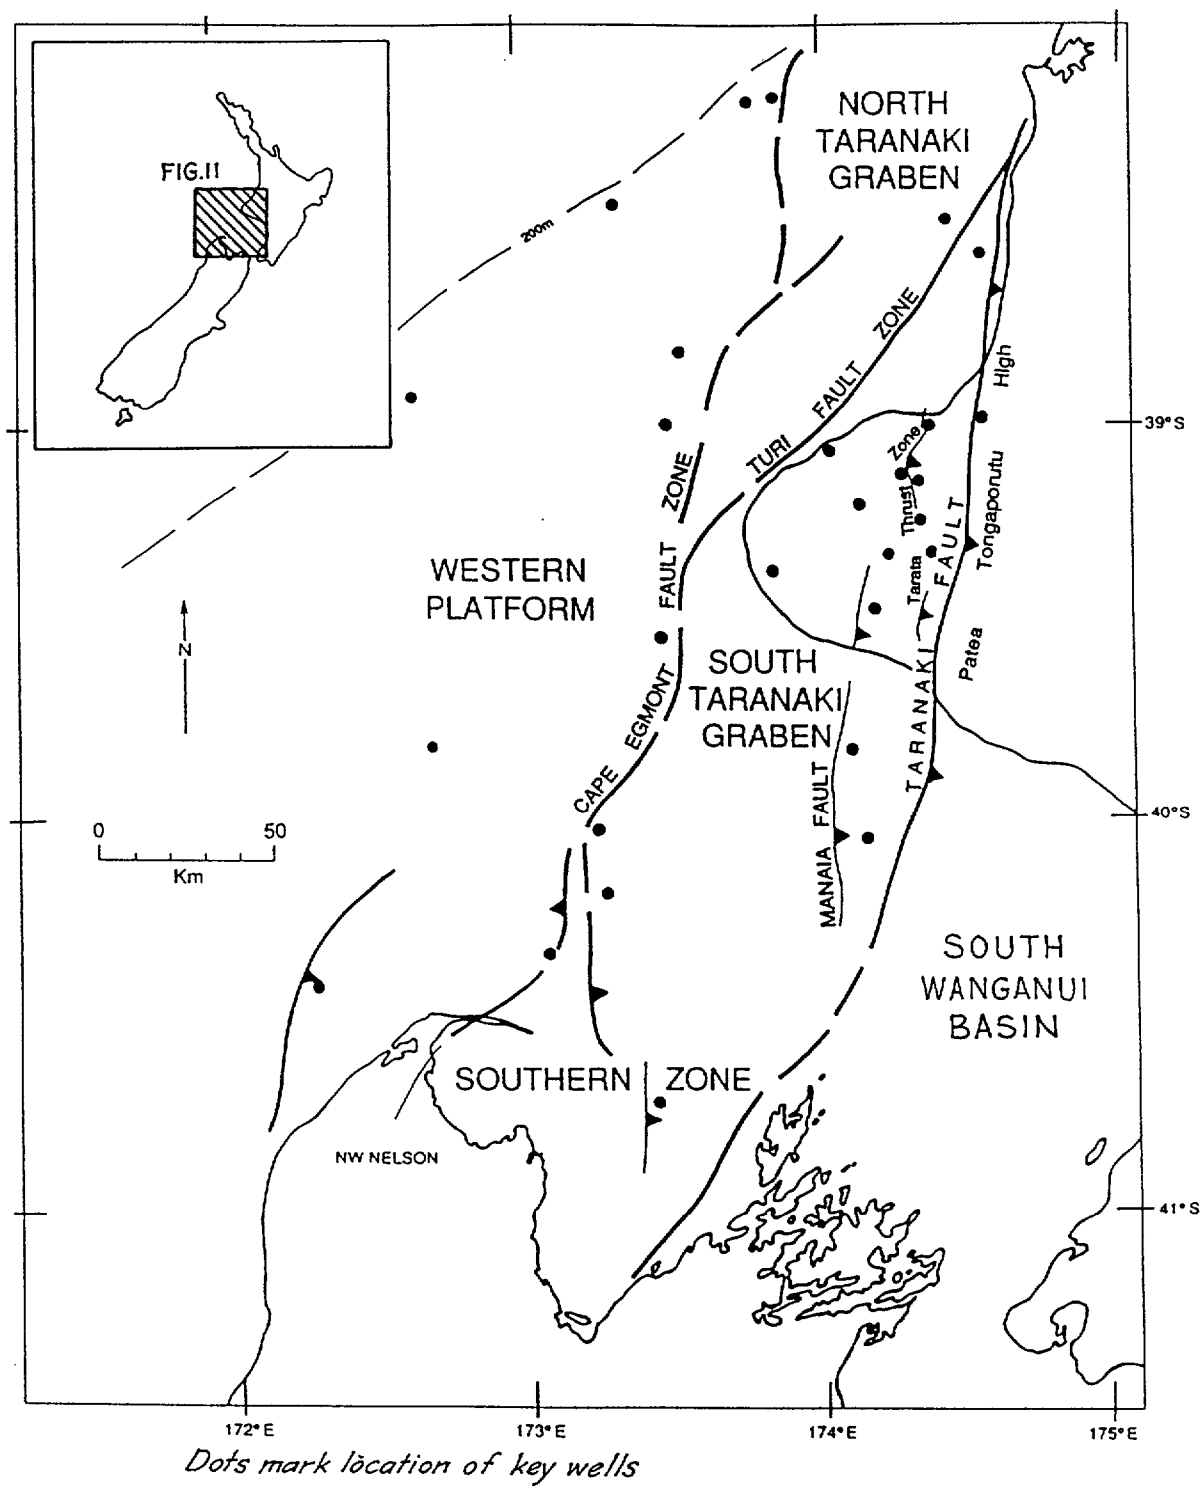 FIG.11
NORTH
TARANAKI
GRABEN
200m
TURI FAULT ZONE
High
39°S
Zone
Thrust
Tarata
Tongaporutu
Patea
TARANAKI FAULT
WESTERN
PLATFORM
N
CAPE EGMONT FAULT ZONE
SOUTH
TARANAKI
GRABEN
MANAIA FAULT
0 50
Km
40°S
SOUTH
WANGANUI
BASIN
SOUTHERN ZONE
NW NELSON
41°S
172°E 173°E 174°E 175°E
Dots mark location of key wells